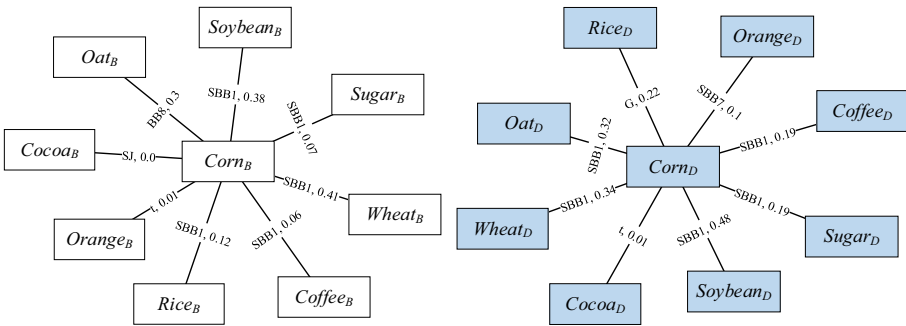 Soybean_B
Oat_B
SBB1, 0.38
BB8, 0.3
SBB1, 0.07
Sugar_B
Cocoa_B
SJ, 0.0
Corn_B
SBB1, 0.41
Wheat_B
t, 0.01
Orange_B
SBB1, 0.12
SBB1, 0.06
Rice_B
Coffee_B
Rice_D
Orange_D
G, 0.22
SBB7, 0.1
Coffee_D
Oat_D
SBB1, 0.32
SBB1, 0.19
Corn_D
SBB1, 0.34
SBB1, 0.19
Wheat_D
Sugar_D
t, 0.01
SBB1, 0.48
Cocoa_D
Soybean_D